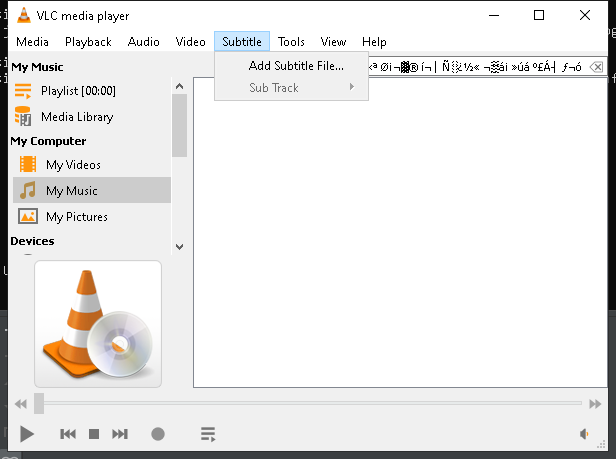 VLC media player
Media Playback Audio Video Subtitle Tools View Help
Add Subtitle File...
Sub Track
My Music
Playlist [00:00]
Media Library
My Computer
My Videos
My Music
My Pictures
Devices